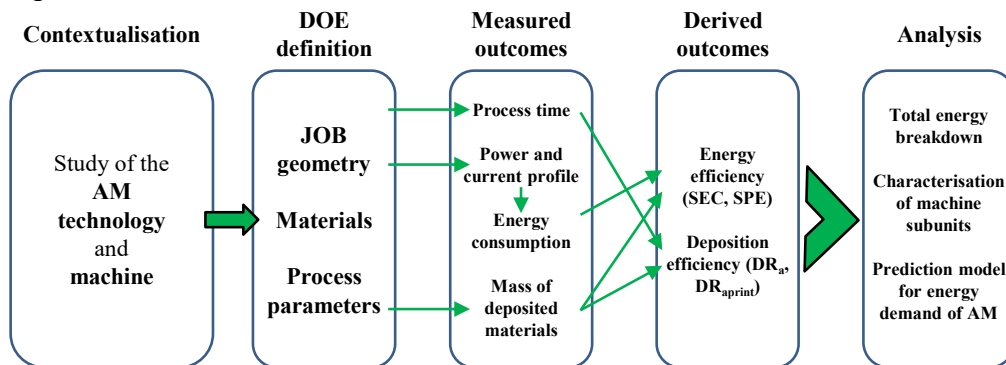 Contextualisation
DOE
definition
Measured
outcomes
Derived
outcomes
Analysis
Study of the
AM
technology
and
machine
JOB
geometry
Materials
Process
parameters
Process time
Power and
current profile
Energy
consumption
Mass of
deposited
materials
Energy
efficiency
(SEC, SPE)
Deposition
efficiency (DRa,
DRaprint)
Total energy
breakdown
Characterisation
of machine
subunits
Prediction model
for energy
demand of AM